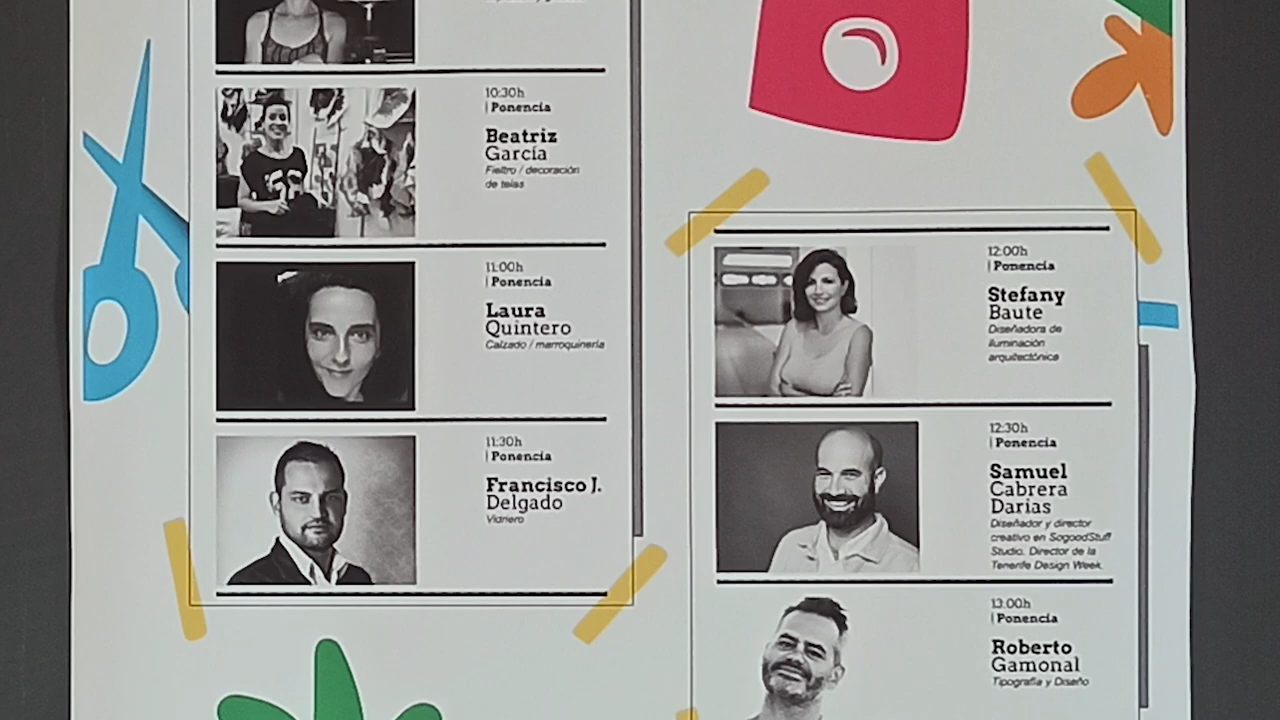 10:30h
| Ponencia
Beatriz
García
Fieltro / decoración
de telas
11:00h
| Ponencia
Laura
Quintero
Calzado / marroquinería
11:30h
| Ponencia
Francisco J.
Delgado
Vidriero
12:00h
| Ponencia
Stefany
Baute
Diseñadora de
iluminación
arquitectónica
12:30h
| Ponencia
Samuel
Cabrera
Darias
Diseñador y director
creativo en SogoodStuff
Studio. Director de la
Tenerife Design Week.
13:00h
| Ponencia
Roberto
Gamonal
Tipografía y Diseño